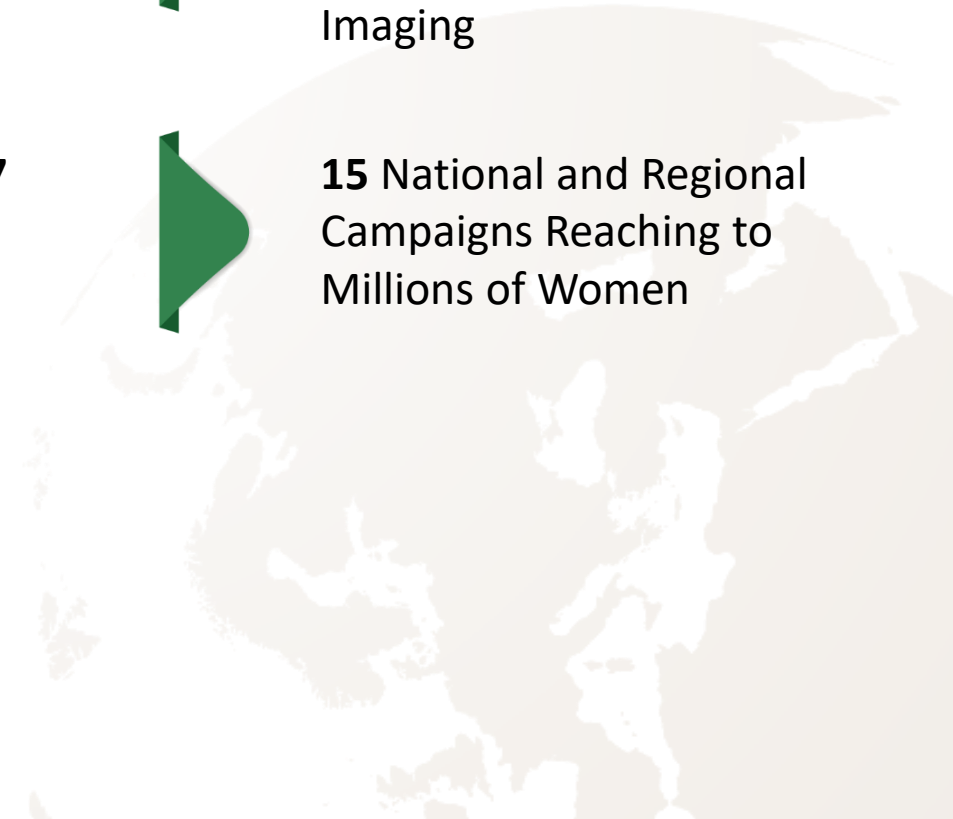 Imaging
15 National and Regional
Campaigns Reaching to
Millions of Women